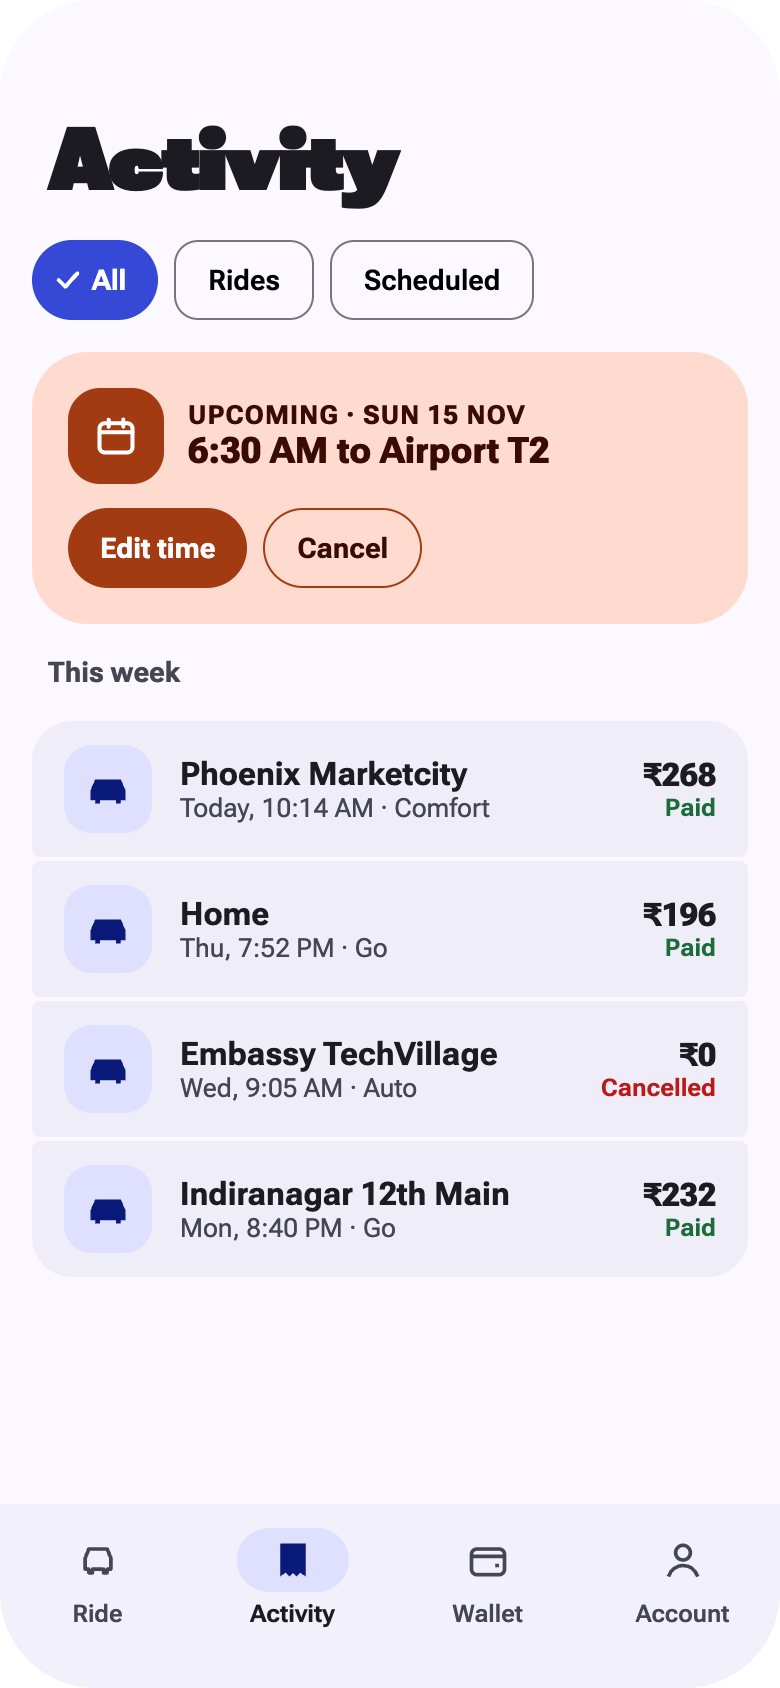 Activity
All
Rides
Scheduled
UPCOMING · SUN 15 NOV
6:30 AM to Airport T2
Edit time
Cancel
This week
Phoenix Marketcity
₹268
Today, 10:14 AM · Comfort
Paid
Home
₹196
Thu, 7:52 PM · Go
Paid
Embassy TechVillage
₹0
Wed, 9:05 AM · Auto
Cancelled
Indiranagar 12th Main
₹232
Mon, 8:40 PM · Go
Paid
Ride
Activity
Wallet
Account